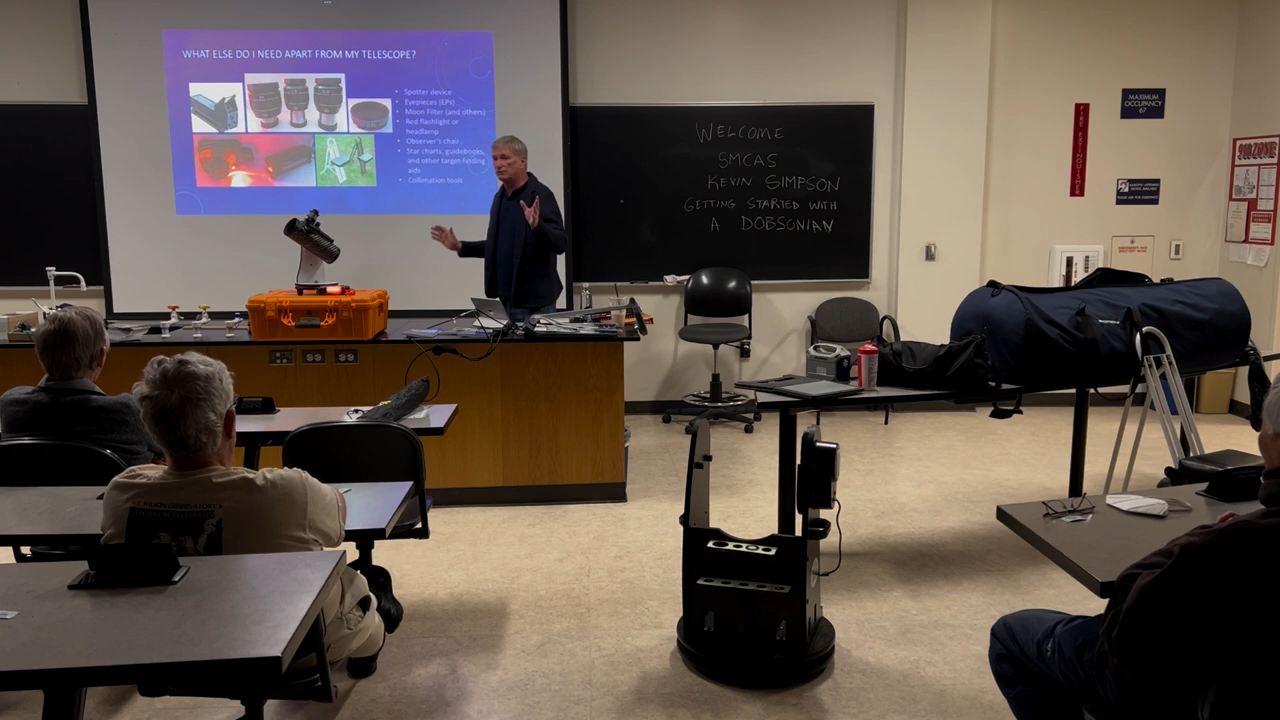 WHAT ELSE DO I NEED APART FROM MY TELESCOPE?
• Spotter device
• Eyepieces (EPs)
• Moon Filter (and others)
• Red flashlight or
headlamp
• Observer's chair
• Star charts, guidebooks,
and other target-finding
aids
• Collimation tools
WELCOME
SMCAS
KEVIN SIMPSON
GETTING STARTED WITH
A DOBSONIAN
FIRE EXTINGUISHER
MAXIMUM
OCCUPANCY
67